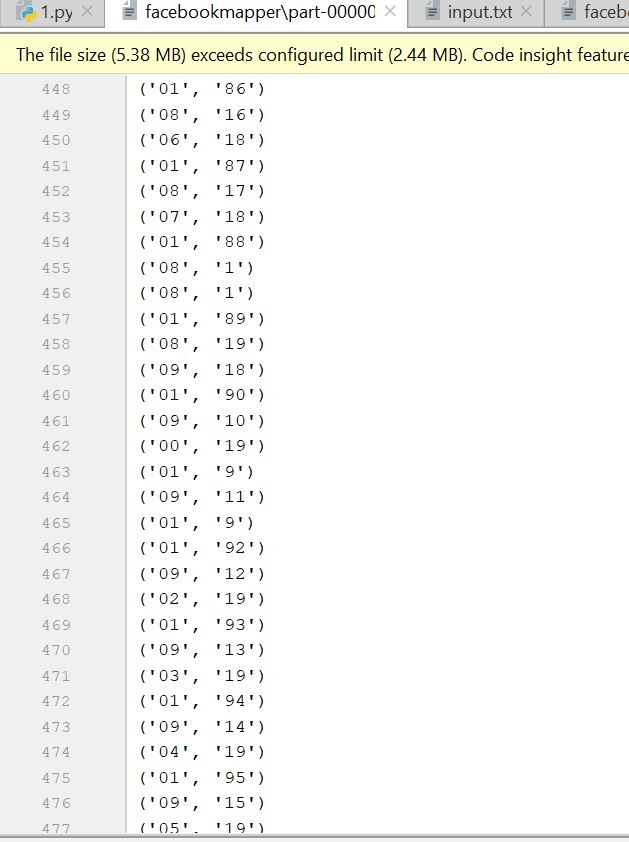 1.py facebookmapper\part-00000 input.txt faceb
The file size (5.38 MB) exceeds configured limit (2.44 MB). Code insight feature
448 ('01', '86')
449 ('08', '16')
450 ('06', '18')
451 ('01', '87')
452 ('08', '17')
453 ('07', '18')
454 ('01', '88')
455 ('08', '1')
456 ('08', '1')
457 ('01', '89')
458 ('08', '19')
459 ('09', '18')
460 ('01', '90')
461 ('09', '10')
462 ('00', '19')
463 ('01', '9')
464 ('09', '11')
465 ('01', '9')
466 ('01', '92')
467 ('09', '12')
468 ('02', '19')
469 ('01', '93')
470 ('09', '13')
471 ('03', '19')
472 ('01', '94')
473 ('09', '14')
474 ('04', '19')
475 ('01', '95')
476 ('09', '15')
477 ('05', '19')